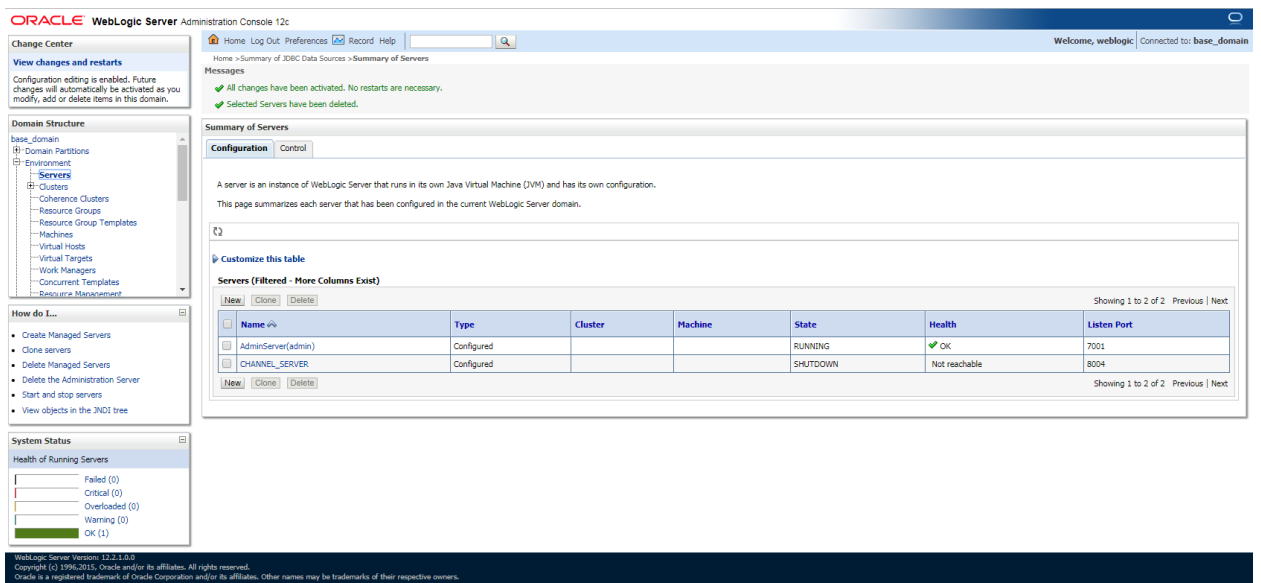 ORACLE WebLogic Server Administration Console 12c
Change Center
View changes and restarts
Configuration editing is enabled. Future
changes will automatically be activated as you
modify, add or delete items in this domain.
Domain Structure
base_domain
Domain Partitions
Environment
Servers
Clusters
Coherence Clusters
Resource Groups
Resource Group Templates
Machines
Virtual Hosts
Virtual Targets
Work Managers
Concurrent Templates
Resource Management
How do I...
Create Managed Servers
Clone servers
Delete Managed Servers
Delete the Administration Server
Start and stop servers
View objects in the JNDI tree
System Status
Health of Running Servers
Failed (0)
Critical (0)
Overloaded (0)
Warning (0)
OK (1)
Home Log Out Preferences Record Help
Welcome, weblogic Connected to: base_domain
Home >Summary of JDBC Data Sources >Summary of Servers
Messages
All changes have been activated. No restarts are necessary.
Selected Servers have been deleted.
Summary of Servers
Configuration Control
A server is an instance of WebLogic Server that runs in its own Java Virtual Machine (JVM) and has its own configuration.
This page summarizes each server that has been configured in the current WebLogic Server domain.
Customize this table
Servers (Filtered - More Columns Exist)
New Clone Delete Showing 1 to 2 of 2 Previous | Next
Name Type Cluster Machine State Health Listen Port
AdminServer(admin) Configured RUNNING OK 7001
CHANNEL_SERVER Configured SHUTDOWN Not reachable 8004
New Clone Delete Showing 1 to 2 of 2 Previous | Next
WebLogic Server Version: 12.2.1.0.0
Copyright (c) 1996,2015, Oracle and/or its affiliates. All rights reserved.
Oracle is a registered trademark of Oracle Corporation and/or its affiliates. Other names may be trademarks of their respective owners.